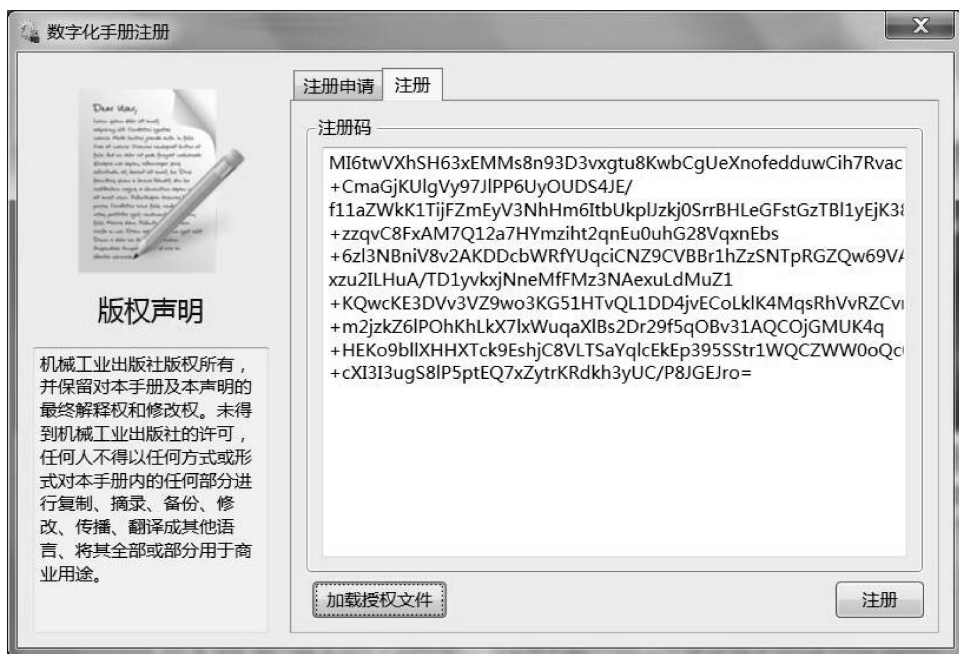 数字化手册注册
注册申请 注册
注册码
MI6twVXhSH63xEMMs8n93D3vxgtu8KwbCgUeXnofedduwCih7Rvac
+CmaGjKUlgVy97JlPP6UyOUDS4JE/
f11aZWkK1TijFZmEyV3NhHm6ItbUkplJzkj0SrrBHLeGFstGzTBl1yEjK38
+zzqvC8FxAM7Q12a7HYmziht2qnEu0uhG28VqxnEbs
+6zl3NBniV8v2AKDDcbWRfYUqciCNZ9CVBBr1hZzSNTpRGZQw69VA
xzu2ILHuA/TD1yvkxjNneMfFMz3NAexuLdMuZ1
+KQwcKE3DVv3VZ9wo3KG51HTvQL1DD4jvECoLklK4MqsRhVvRZCvı
+m2jzkZ6lPOhKhLkX7lxWuqaXlBs2Dr29f5qOBv31AQCOjGMUK4q
+HEKo9bllXHHXTck9EshjC8VLTSaYqlcEkEp395SStr1WQCZWW0oQc
+cXI3I3ugS8lP5ptEQ7xZytrKRdkh3yUC/P8JGEJro=
Dear
版权声明
机械工业出版社版权所有，
并保留对本手册及本声明的
最终解释权和修改权。未得
到机械工业出版社的许可，
任何人不得以任何方式或形
式对本手册内的任何部分进
行复制、摘录、备份、修
改、传播、翻译成其他语
言、将其全部或部分用于商
业用途。
加载授权文件 注册